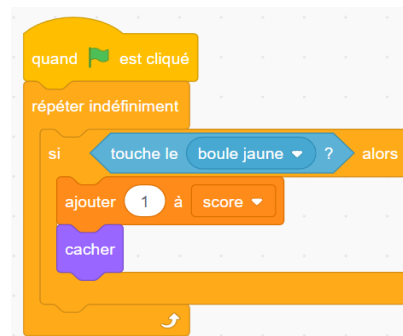 quand est cliqué
répéter indéfiniment
si touche le boule jaune ? alors
ajouter 1 à score
cacher